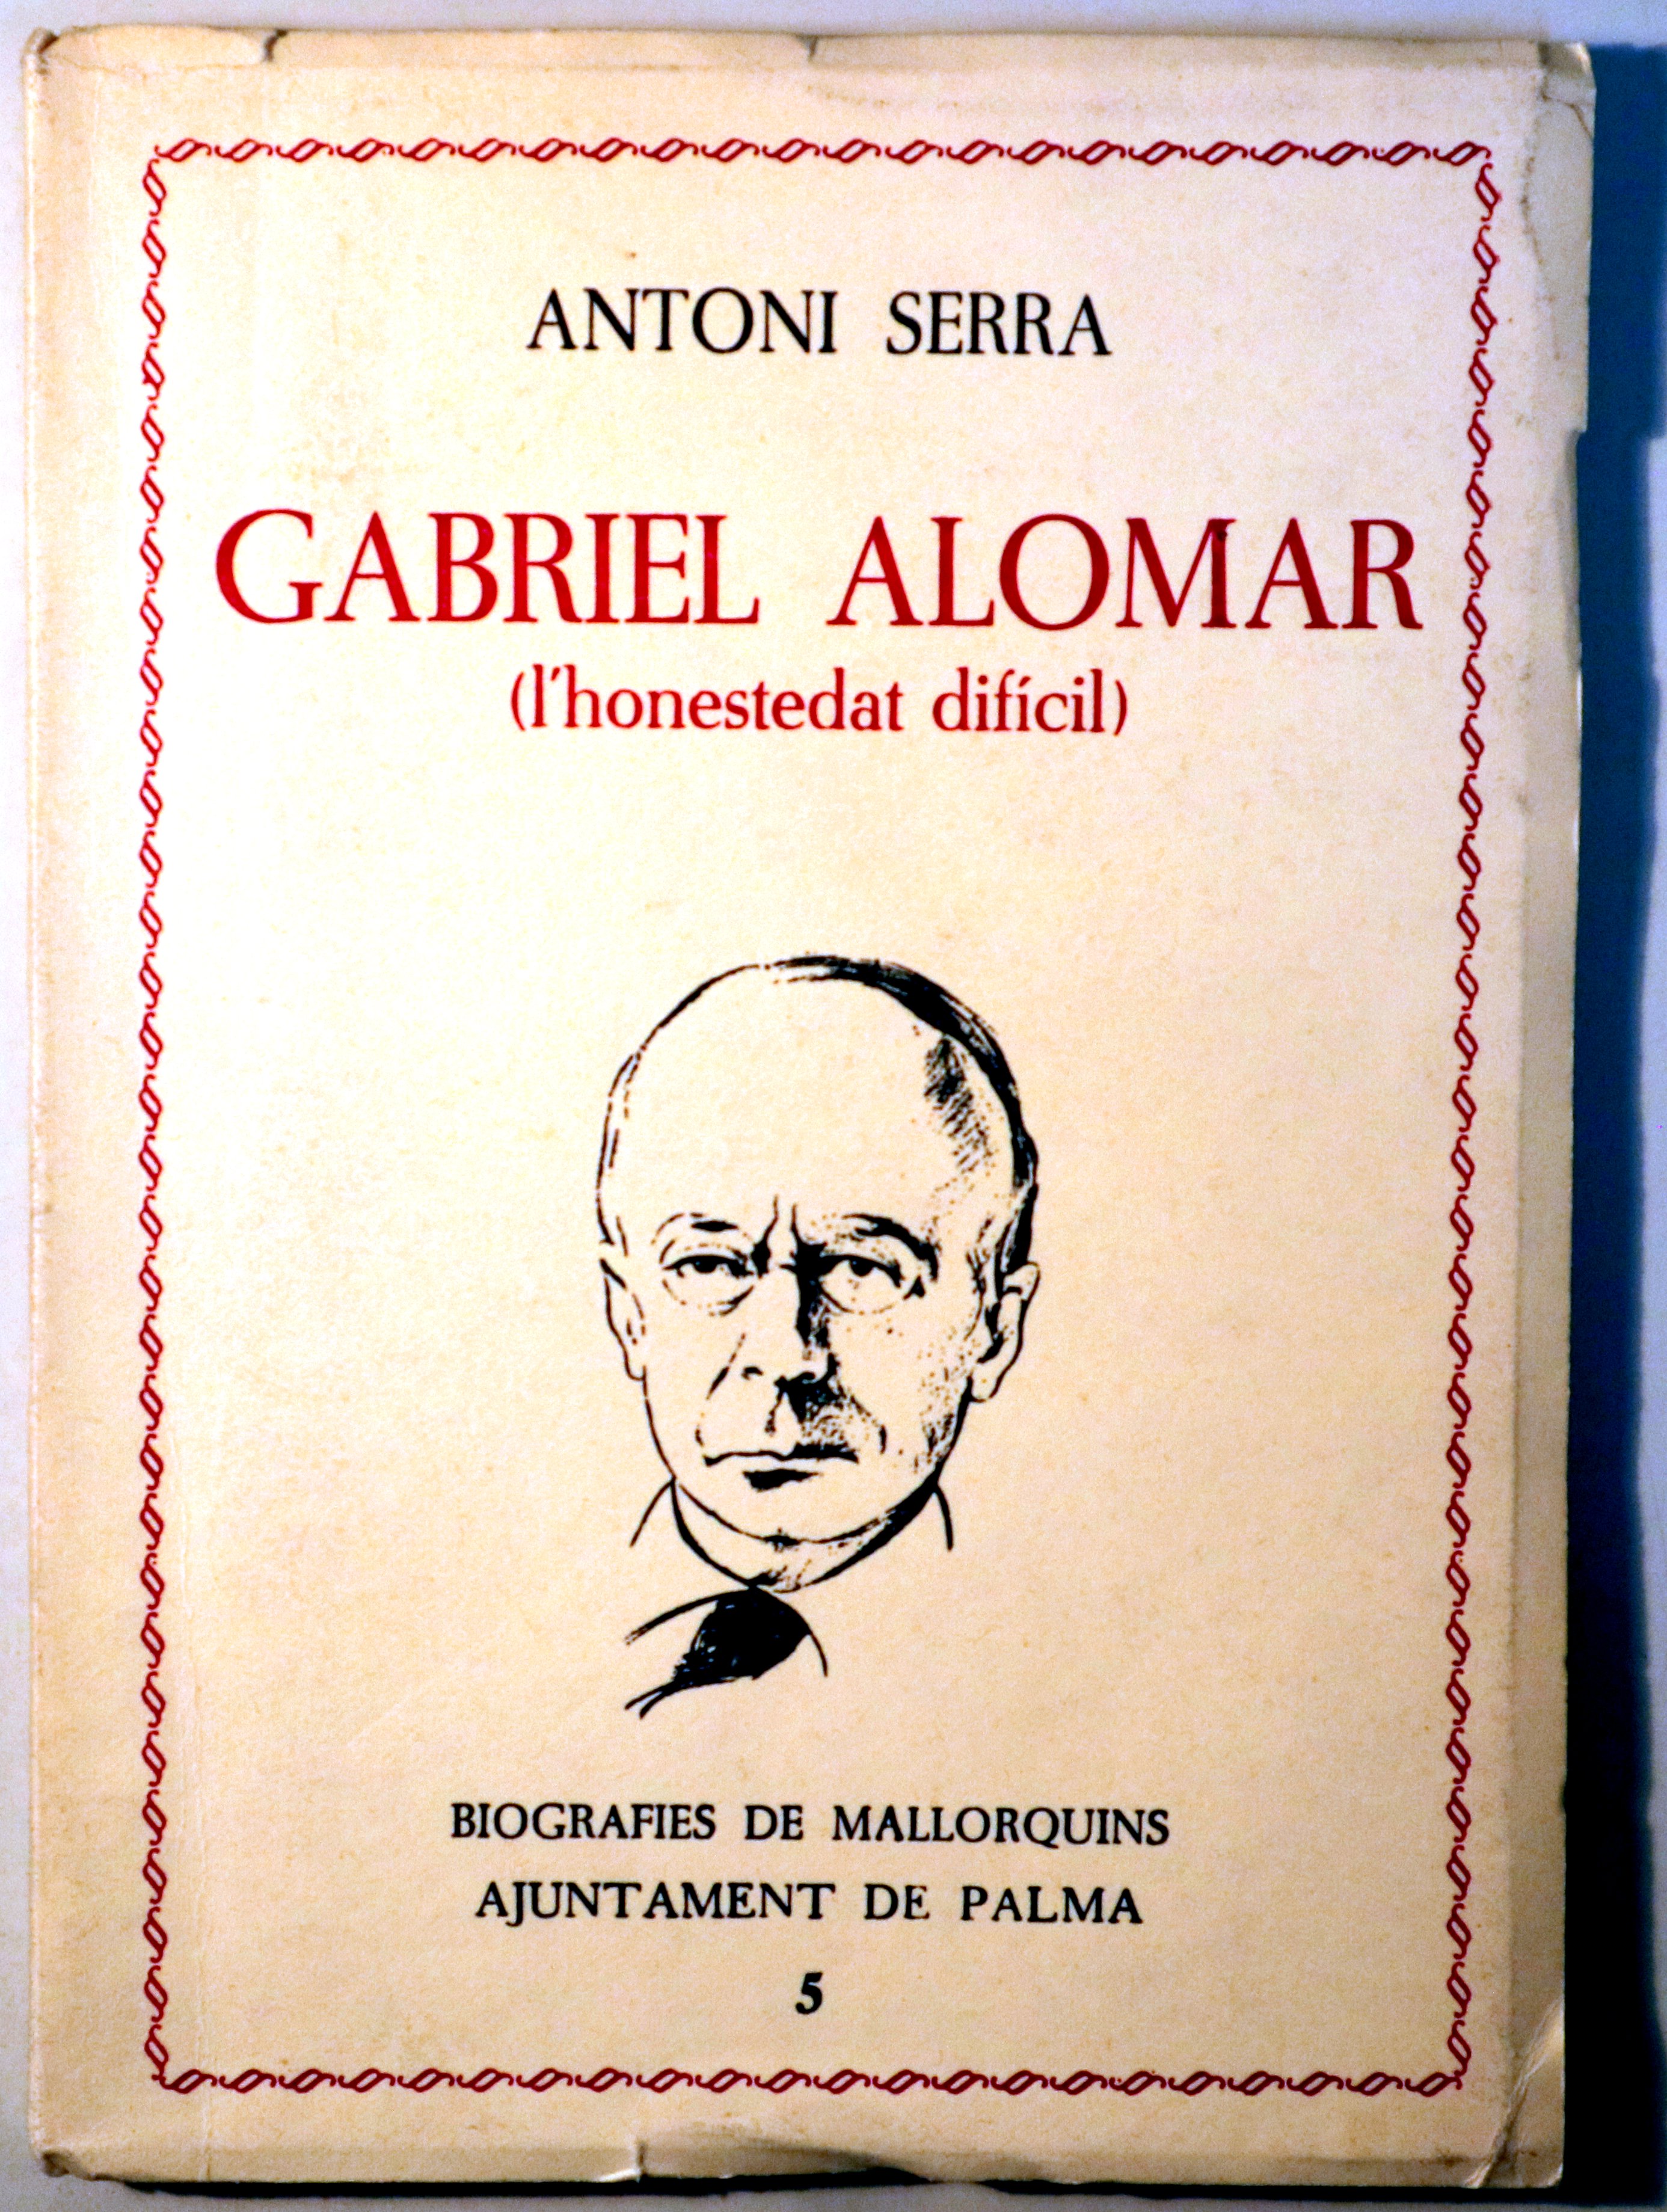 ANTONI SERRA
GABRIEL ALOMAR
(l'honestedat difícil)
BIOGRAFIES DE MALLORQUINS
AJUNTAMENT DE PALMA
5